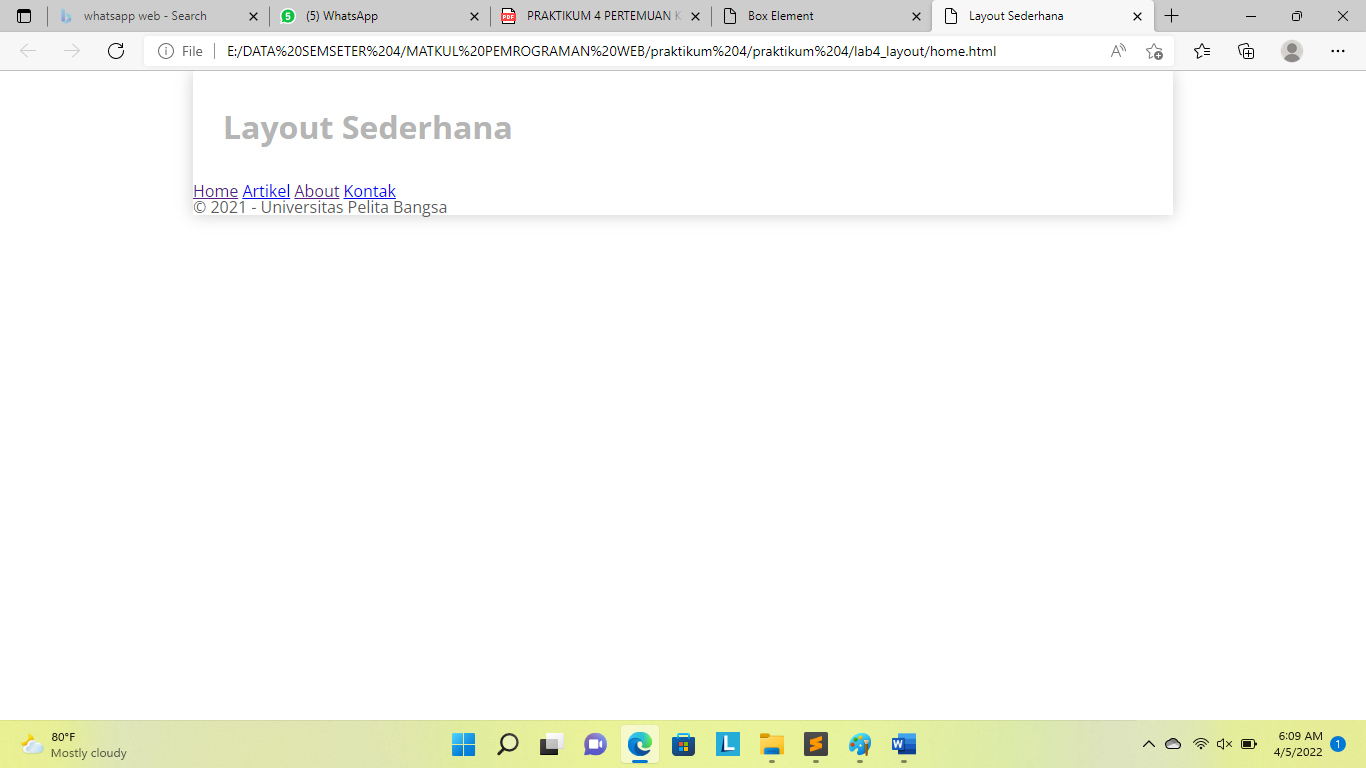 whatsapp web - Search
(5) WhatsApp
PRAKTIKUM 4 PERTEMUAN K
Box Element
Layout Sederhana
File
E:/DATA%20SEMSETER%204/MATKUL%20PEMROGRAMAN%20WEB/praktikum%204/praktikum%204/lab4_layout/home.html
Layout Sederhana
Home Artikel About Kontak
© 2021 - Universitas Pelita Bangsa
80°F
Mostly cloudy
6:09 AM
4/5/2022
1